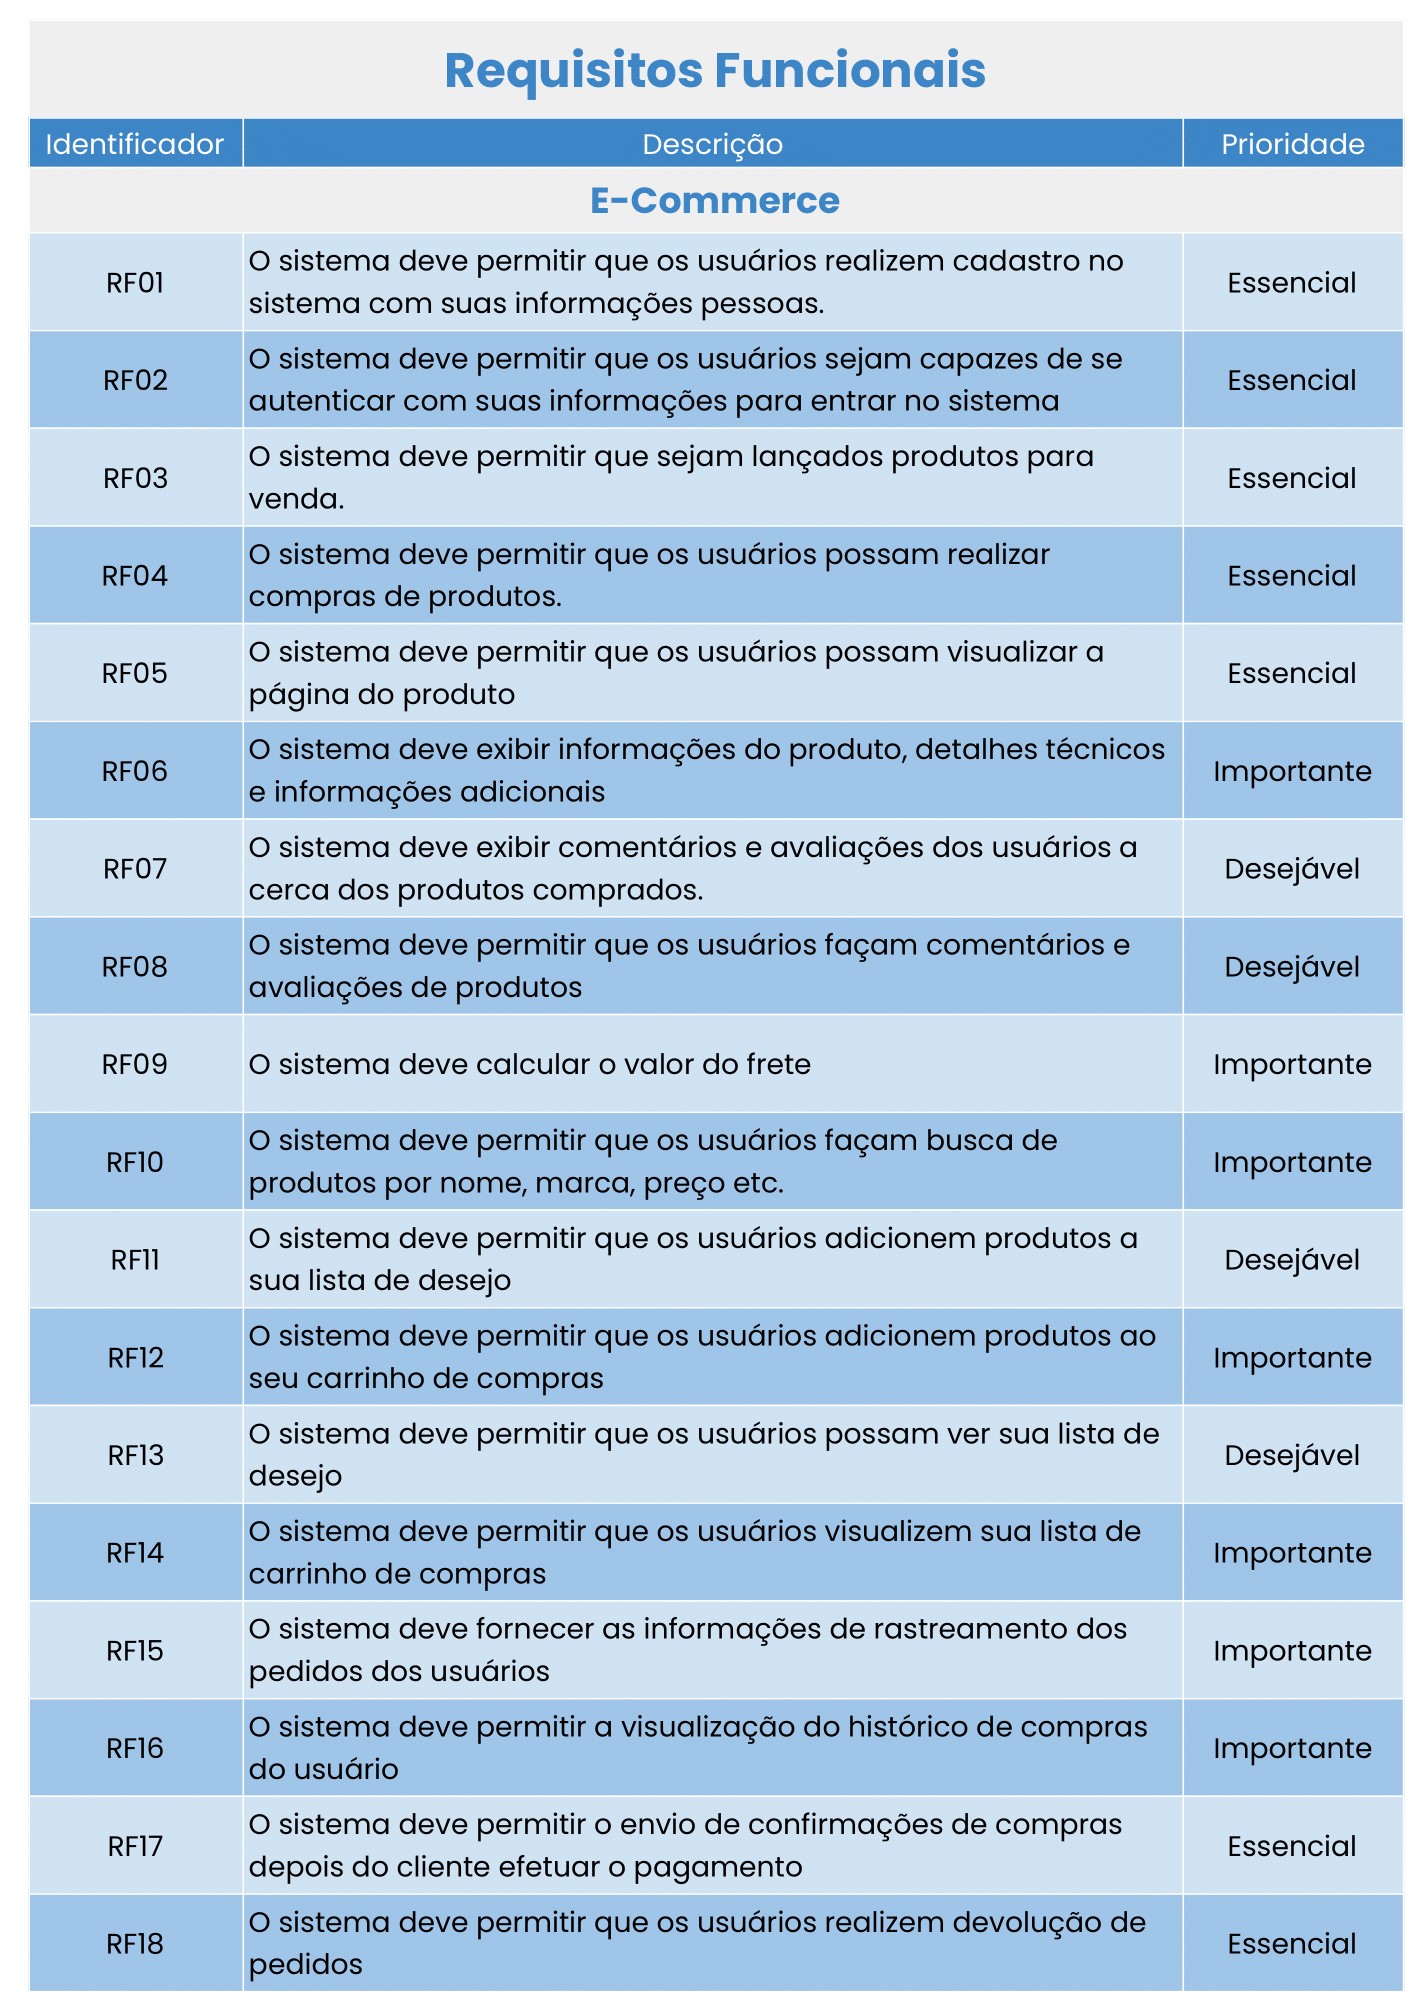 Requisitos Funcionais
Identificador Descrição Prioridade
E-Commerce
RF01 O sistema deve permitir que os usuários realizem cadastro no
sistema com suas informações pessoas. Essencial
RF02 O sistema deve permitir que os usuários sejam capazes de se
autenticar com suas informações para entrar no sistema Essencial
RF03 O sistema deve permitir que sejam lançados produtos para
venda. Essencial
RF04 O sistema deve permitir que os usuários possam realizar
compras de produtos. Essencial
RF05 O sistema deve permitir que os usuários possam visualizar a
página do produto Essencial
RF06 O sistema deve exibir informações do produto, detalhes técnicos
e informações adicionais Importante
RF07 O sistema deve exibir comentários e avaliações dos usuários a
cerca dos produtos comprados. Desejável
RF08 O sistema deve permitir que os usuários façam comentários e
avaliações de produtos Desejável
RF09 O sistema deve calcular o valor do frete Importante
RF10 O sistema deve permitir que os usuários façam busca de
produtos por nome, marca, preço etc. Importante
RF11 O sistema deve permitir que os usuários adicionem produtos a
sua lista de desejo Desejável
RF12 O sistema deve permitir que os usuários adicionem produtos ao
seu carrinho de compras Importante
RF13 O sistema deve permitir que os usuários possam ver sua lista de
desejo Desejável
RF14 O sistema deve permitir que os usuários visualizem sua lista de
carrinho de compras Importante
RF15 O sistema deve fornecer as informações de rastreamento dos
pedidos dos usuários Importante
RF16 O sistema deve permitir a visualização do histórico de compras
do usuário Importante
RF17 O sistema deve permitir o envio de confirmações de compras
depois do cliente efetuar o pagamento Essencial
RF18 O sistema deve permitir que os usuários realizem devolução de
pedidos Essencial